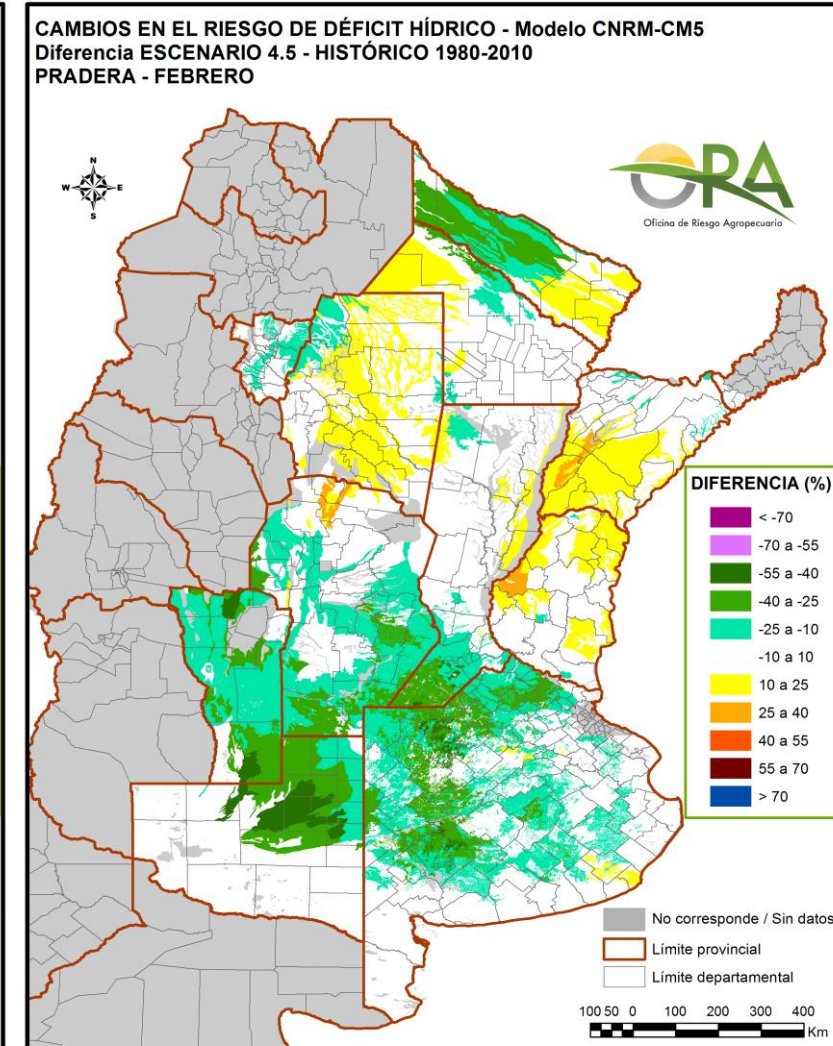 CAMBIOS EN EL RIESGO DE DÉFICIT HÍDRICO - Modelo CNRM-CM5
Diferencia ESCENARIO 4.5 - HISTÓRICO 1980-2010
PRADERA - FEBRERO
N
W E
S
ORA
Oficina de Riesgo Agropecuario
DIFERENCIA (%)
< -70
-70 a -55
-55 a -40
-40 a -25
-25 a -10
-10 a 10
10 a 25
25 a 40
40 a 55
55 a 70
> 70
No corresponde / Sin datos
Límite provincial
Límite departamental
100 50 0 100 200 300 400
Km